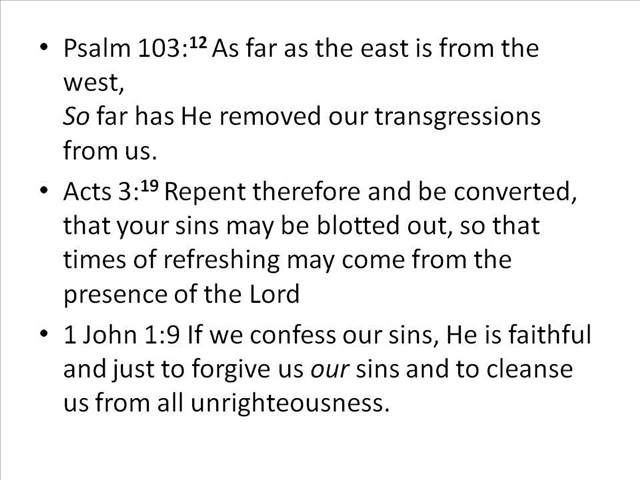 • Psalm 103:12 As far as the east is from the
west,
So far has He removed our transgressions
from us.
• Acts 3:19 Repent therefore and be converted,
that your sins may be blotted out, so that
times of refreshing may come from the
presence of the Lord
• 1 John 1:9 If we confess our sins, He is faithful
and just to forgive us our sins and to cleanse
us from all unrighteousness.